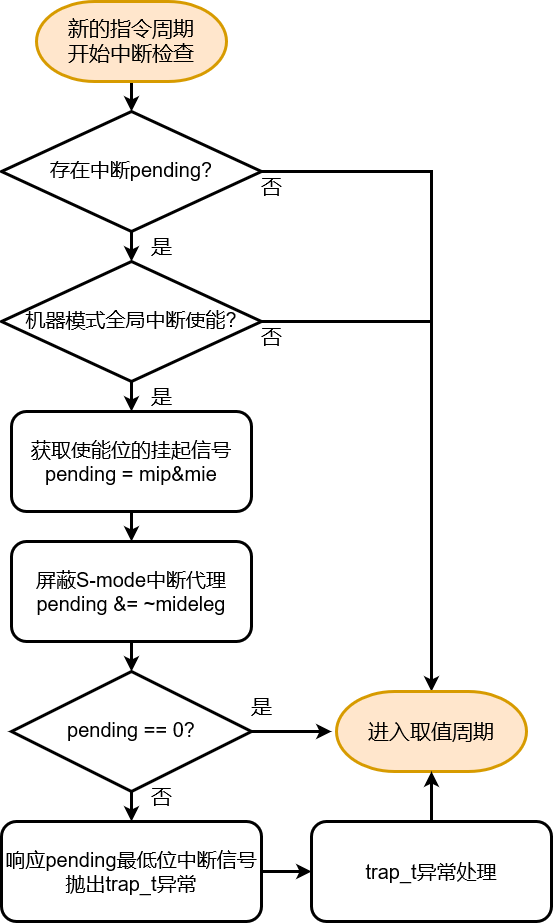 新的指令周期
开始中断检查
存在中断pending?
否
是
机器模式全局中断使能?
否
是
获取使能位的挂起信号
pending = mip&mie
屏蔽S-mode中断代理
pending &= ~mideleg
pending == 0?
是
进入取值周期
否
响应pending最低位中断信号
抛出trap_t异常
trap_t异常处理